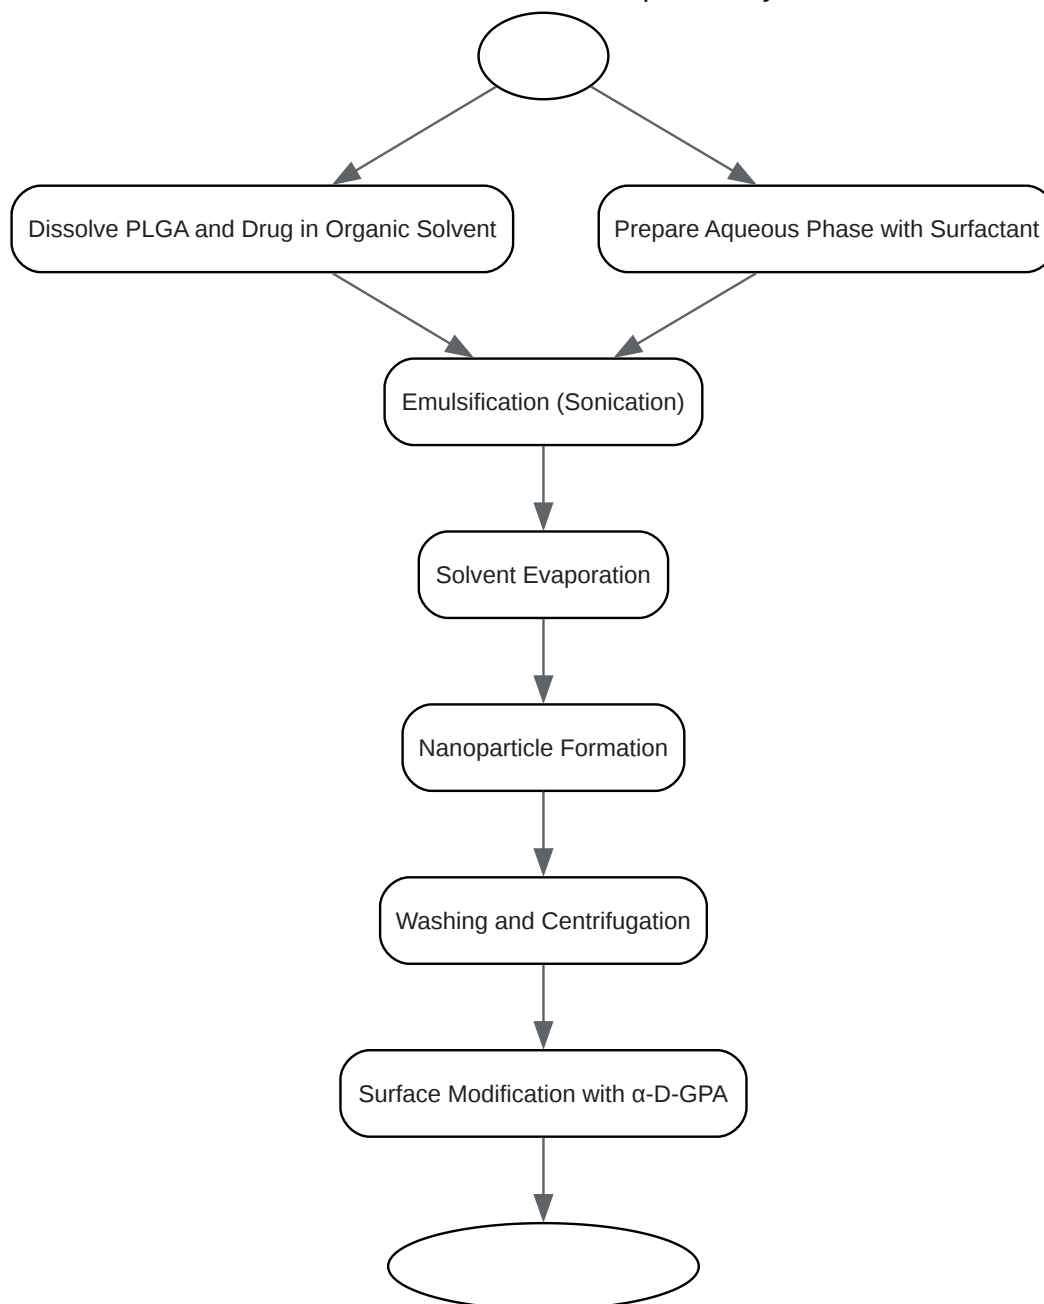 Dissolve PLGA and Drug in Organic Solvent
Prepare Aqueous Phase with Surfactant
Emulsification (Sonication)
Solvent Evaporation
Nanoparticle Formation
Washing and Centrifugation
Surface Modification with α-D-GPA